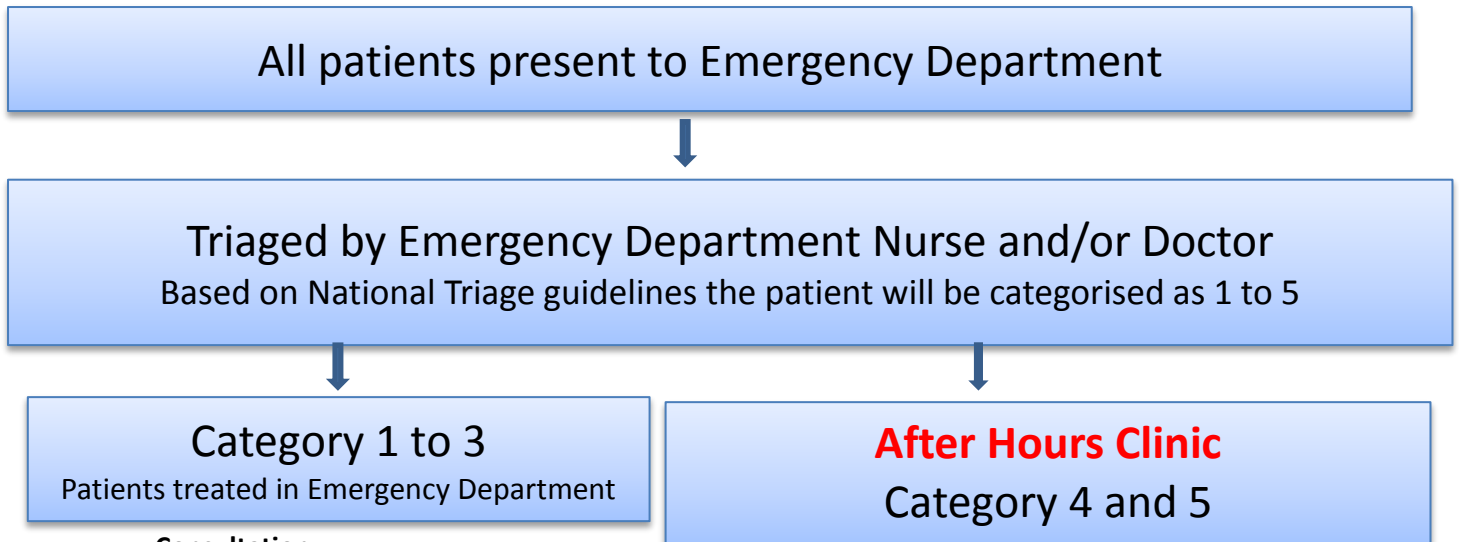 All patients present to Emergency Department
Triaged by Emergency Department Nurse and/or Doctor
Based on National Triage guidelines the patient will be categorised as 1 to 5
Category 1 to 3
Patients treated in Emergency Department
After Hours Clinic
Category 4 and 5